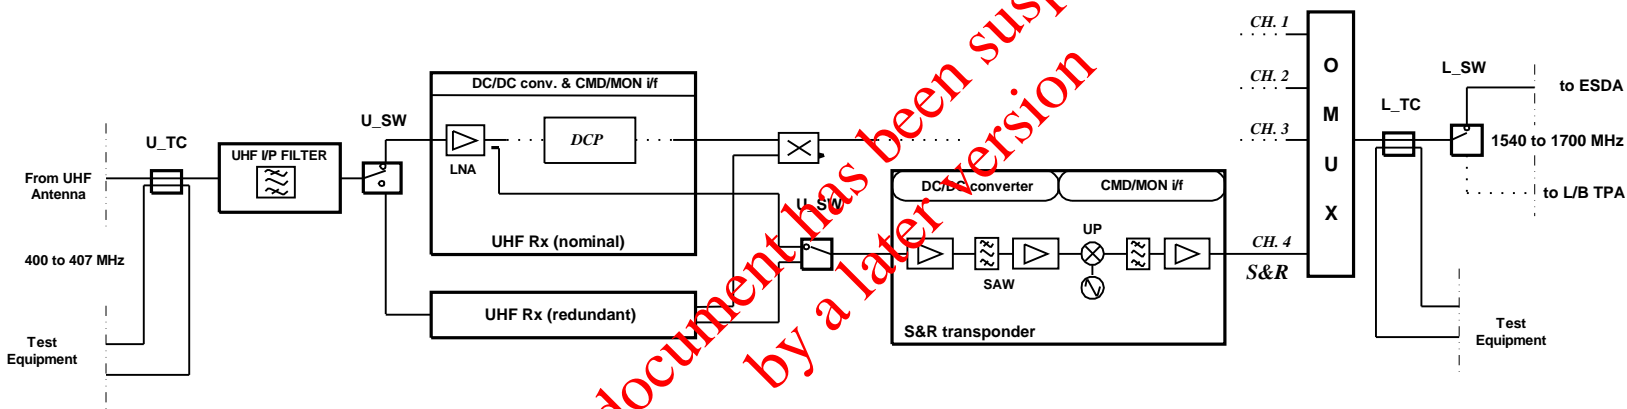 CH. 1
CH. 2
CH. 3
CH. 4
S&R
O
M
U
X
L_SW
to ESDA
L_TC
1540 to 1700 MHz
to L/B TPA
Test
Equipment
U_TC
U_SW
DC/DC conv. & CMD/MON i/f
UHF I/P FILTER
DCP
LNA
From UHF
Antenna
UHF Rx (nominal)
U_SW
DC/DC converter
CMD/MON i/f
UP
SAW
400 to 407 MHz
UHF Rx (redundant)
S&R transponder
Test
Equipment
document has been
by a later version